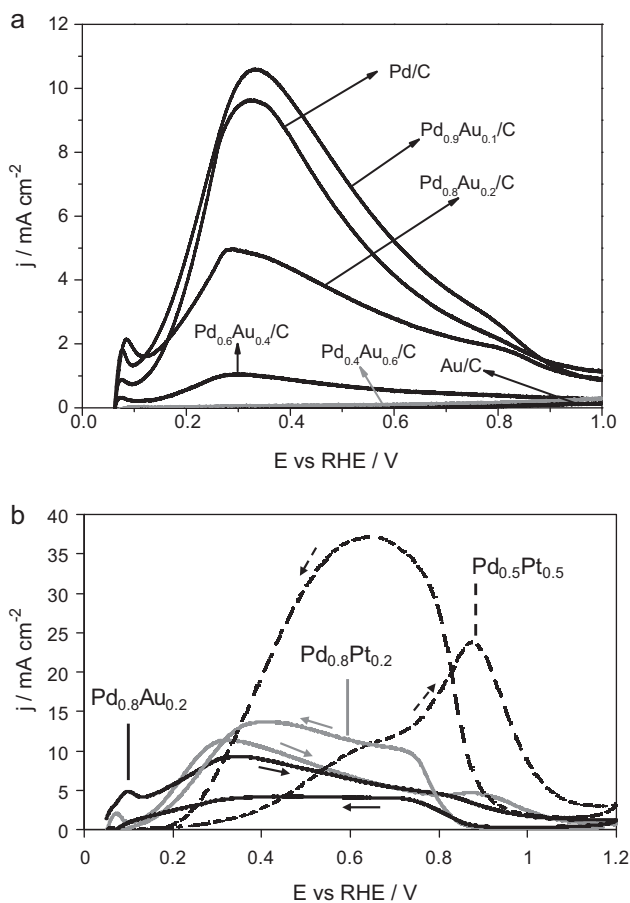 a
12
10
8
6
4
2
0
j / mA cm⁻²
Pd/C
Pd₀.₉Au₀.₁/C
Pd₀.₈Au₀.₂/C
Pd₀.₆Au₀.₄/C
Pd₀.₄Au₀.₆/C
Au/C
0.0 0.2 0.4 0.6 0.8 1.0
E vs RHE / V
b
40
35
30
25
20
15
10
5
0
j / mA cm⁻²
Pd₀.₅Pt₀.₅
Pd₀.₈Pt₀.₂
Pd₀.₈Au₀.₂
0 0.2 0.4 0.6 0.8 1 1.2
E vs RHE / V